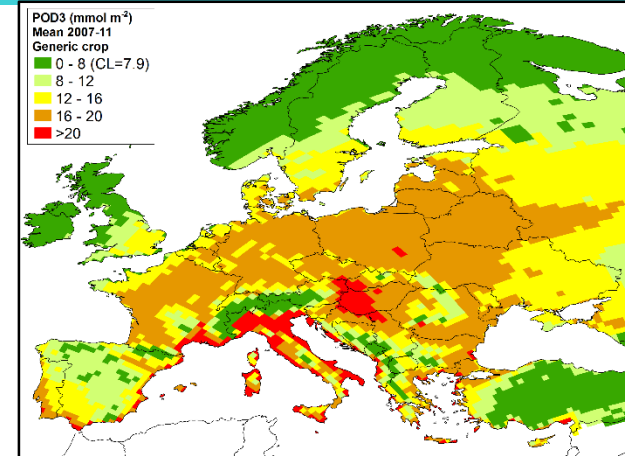 POD3 (mmol m⁻²)
Mean 2007-11
Generic crop
0 - 8 (CL=7.9)
8 - 12
12 - 16
16 - 20
>20